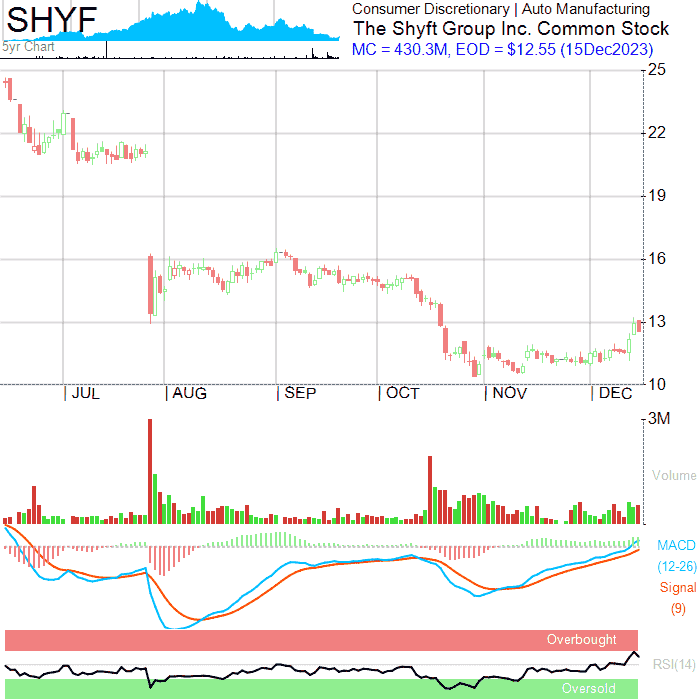 SHYF
5yr Chart
Consumer Discretionary | Auto Manufacturing
The Shyft Group Inc. Common Stock
MC = 430.3M, EOD = $12.55 (15Dec2023)
25
22
19
16
13
10
| JUL | AUG | SEP | OCT | NOV | DEC
3M
Volume
MACD
(12-26)
Signal
(9)
Overbought
RSI(14)
Oversold